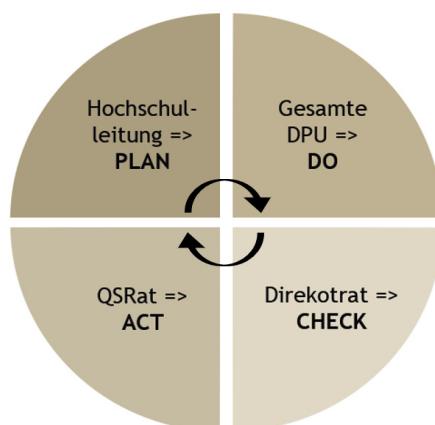 Hochschul-
leitung =>
PLAN
Gesamte
DPU =>
DO
QSRat =>
ACT
Direkotrat =>
CHECK